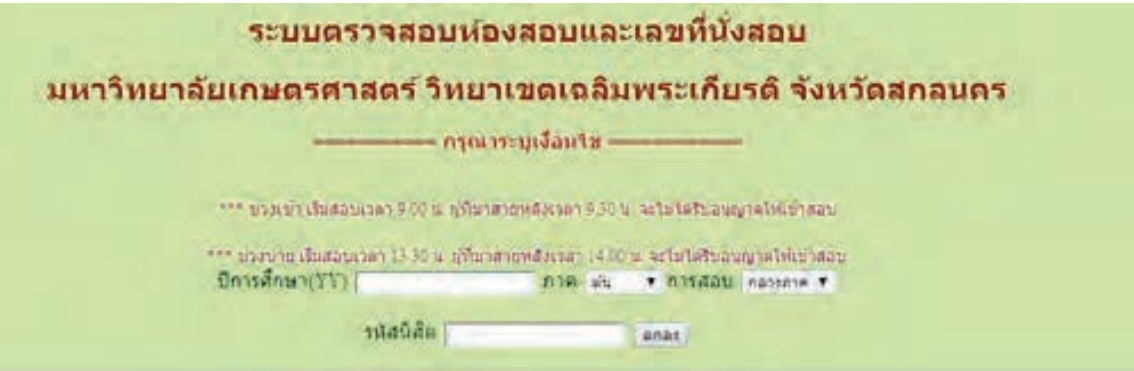 ระบบตรวจสอบห้องสอบและเลขที่นั่งสอบ
มหาวิทยาลัยเกษตรศาสตร์ วิทยาเขตเฉลิมพระเกียรติ จังหวัดสกลนคร
กรุณาระบุเงื่อนไข
*** ช่วงเช้า เริ่มสอบเวลา 9.00 น. ผู้ที่มาสายหลังเวลา 9.30 น. จะไม่ได้รับอนุญาตให้เข้าสอบ
*** ช่วงบ่าย เริ่มสอบเวลา 13.30 น. ผู้ที่มาสายหลังเวลา 14.00 น. จะไม่ได้รับอนุญาตให้เข้าสอบ
ปีการศึกษา(YY) ภาค ต้น การสอบ กลางภาค
รหัสนิสิต ตกลง